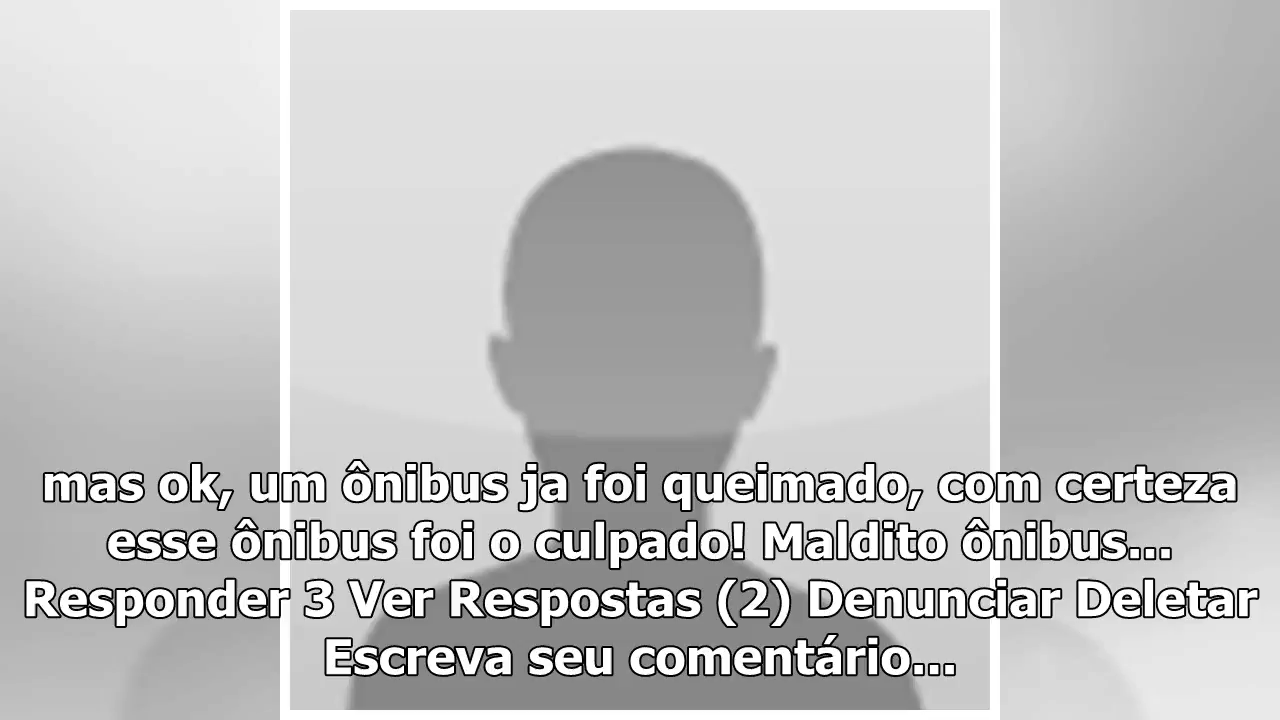 mas ok, um ônibus ja foi queimado, com certeza
esse ônibus foi o culpado! Maldito ônibus...
Responder 3 Ver Respostas (2) Denunciar Deletar
Escreva seu comentário...